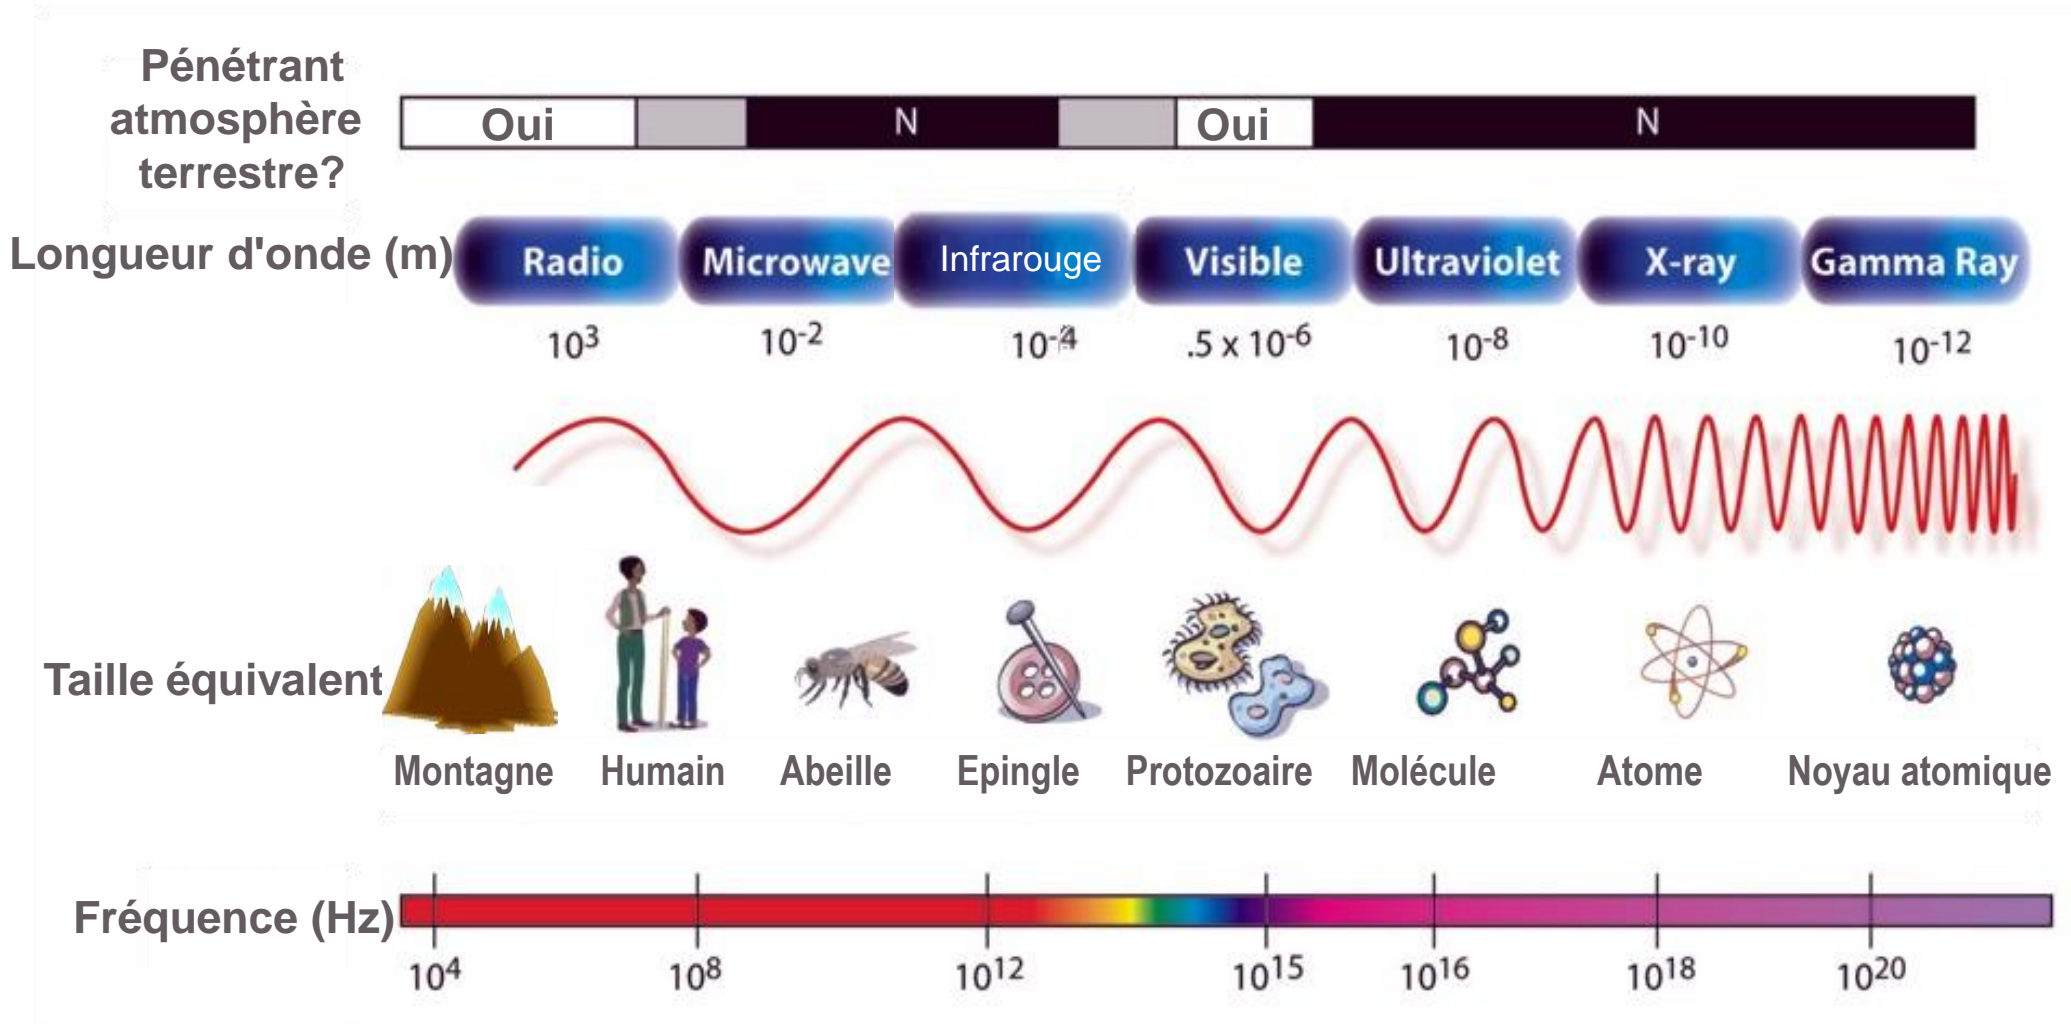 Pénétrant
atmosphère
terrestre?
Oui N Oui N
Longueur d'onde (m) Radio Microwave Infrarouge Visible Ultraviolet X-ray Gamma Ray
10³ 10⁻² 10⁻⁴ .5 x 10⁻⁶ 10⁻⁸ 10⁻¹⁰ 10⁻¹²
Taille équivalent
Montagne Humain Abeille Epingle Protozoaire Molécule Atome Noyau atomique
Fréquence (Hz)
10⁴ 10⁸ 10¹² 10¹⁵ 10¹⁶ 10¹⁸ 10²⁰